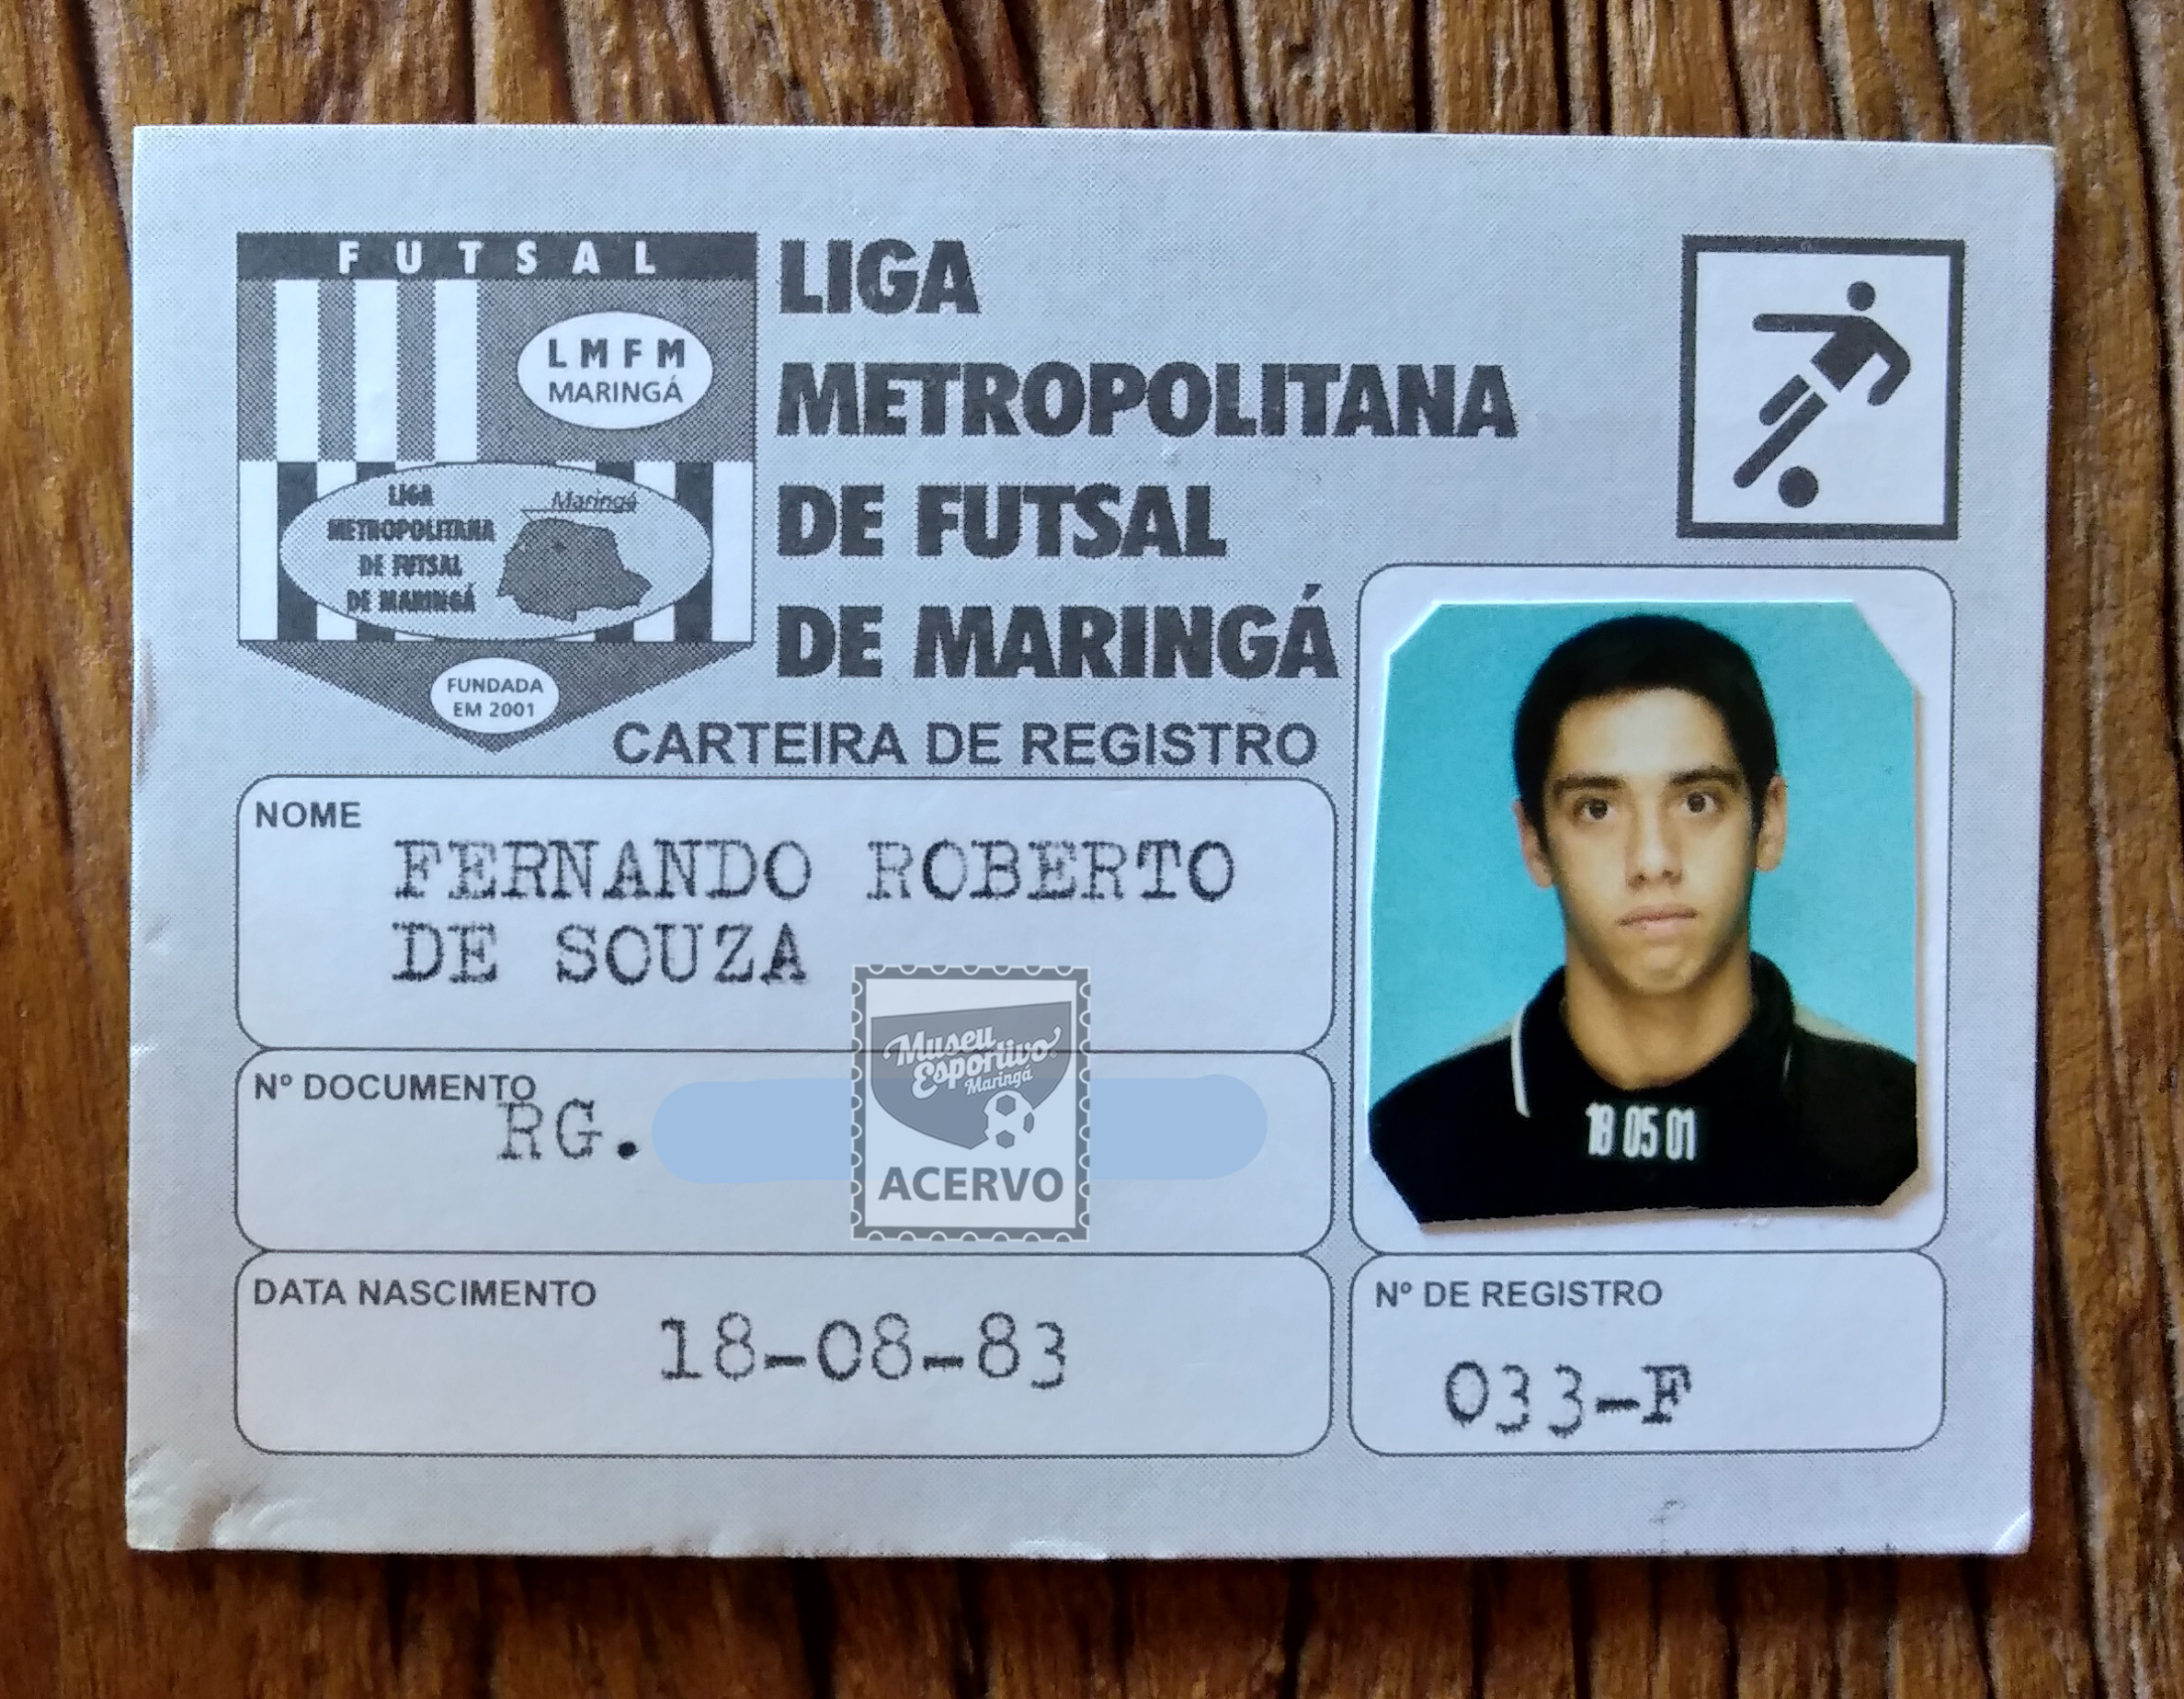 FUTSAL
LMFM
MARINGÁ
LIGA
METROPOLITANA
DE FUTSAL
DE MARINGÁ
Maringá
FUNDADA
EM 2001
LIGA
METROPOLITANA
DE FUTSAL
DE MARINGÁ
CARTEIRA DE REGISTRO
NOME
FERNANDO ROBERTO
DE SOUZA
Nº DOCUMENTO
RG.
Museu
Esportivo
Maringá
ACERVO
18 05 01
DATA NASCIMENTO
18-08-83
Nº DE REGISTRO
033-F